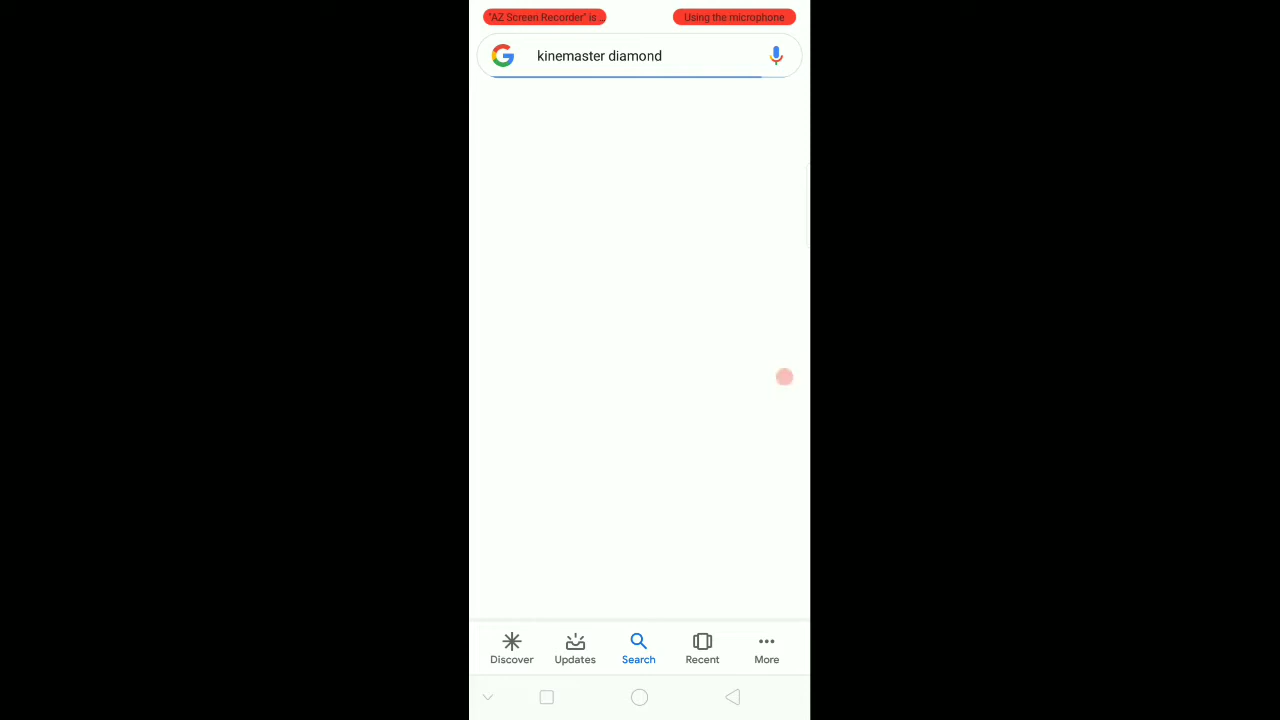 "AZ Screen Recorder" is ...
Using the microphone
kinemaster diamond
Discover
Updates
Search
Recent
More